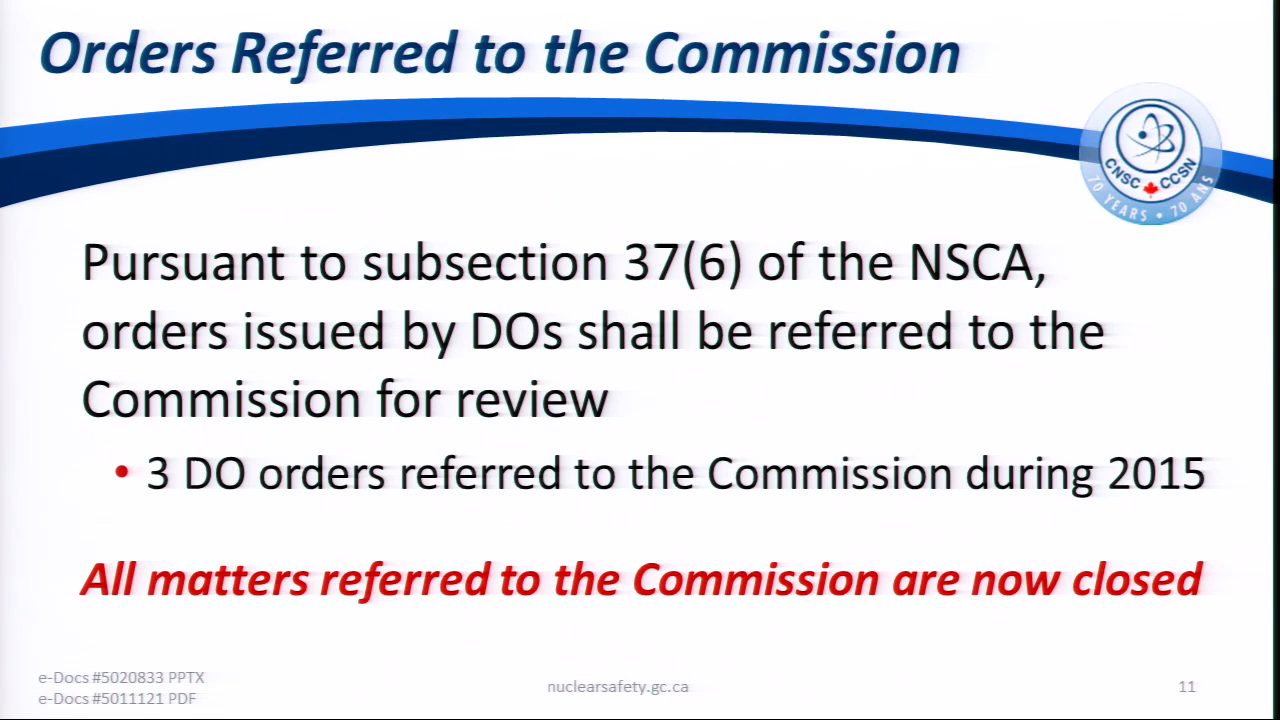 Orders Referred to the Commission
CNSC CCSN
70 YEARS • 70 ANS
Pursuant to subsection 37(6) of the NSCA,
orders issued by DOs shall be referred to the
Commission for review
• 3 DO orders referred to the Commission during 2015
All matters referred to the Commission are now closed
e-Docs #5020833 PPTX
e-Docs #5011121 PDF
nuclearsafety.gc.ca
11